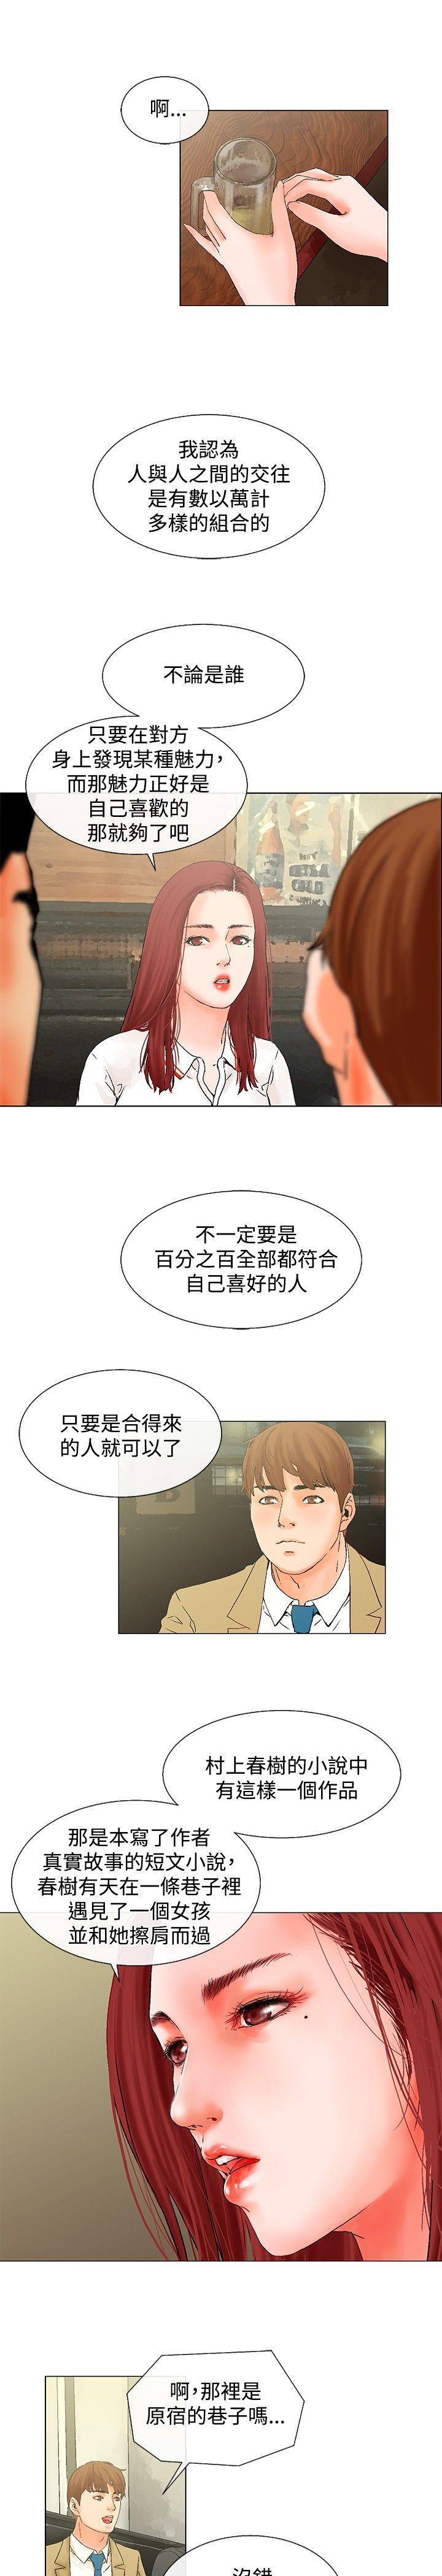 啊...
我認為
人與人之間的交往
是有數以萬計
多樣的組合的
不論是誰
只要在對方
身上發現某種魅力,
而那魅力正好是
自己喜歡的
那就夠了吧
不一定要是
百分之百全部都符合
自己喜好的人
只要是合得來
的人就可以了
村上春樹的小說中
有這樣一個作品
那是本寫了作者
真實故事的短文小說,
春樹有天在一條巷子裡
遇見了一個女孩
並和她擦肩而過
啊,那裡是
原宿的巷子嗎...
沒錯